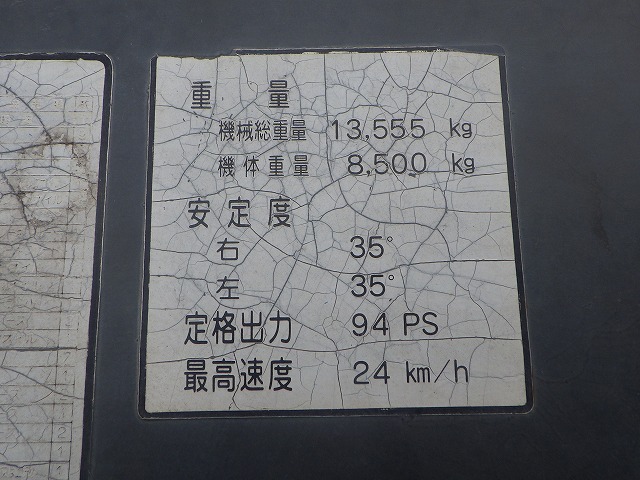 重量
機械総重量 13,555 kg
機体重量 8,500 kg
安定度
右 35°
左 35°
定格出力 94 PS
最高速度 24 km/h